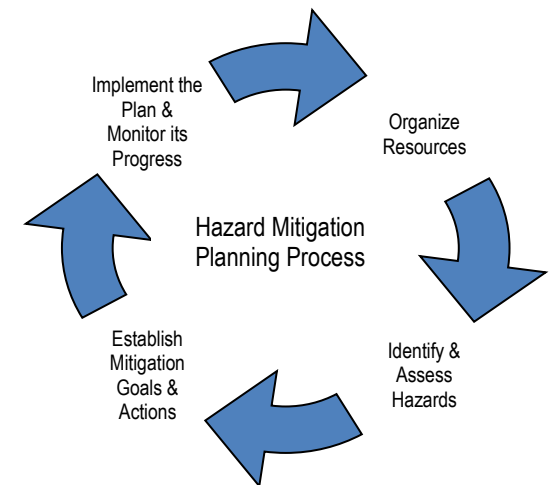 Implement the
Plan &
Monitor its
Progress
Organize
Resources
Hazard Mitigation
Planning Process
Establish
Mitigation
Goals &
Actions
Identify &
Assess
Hazards